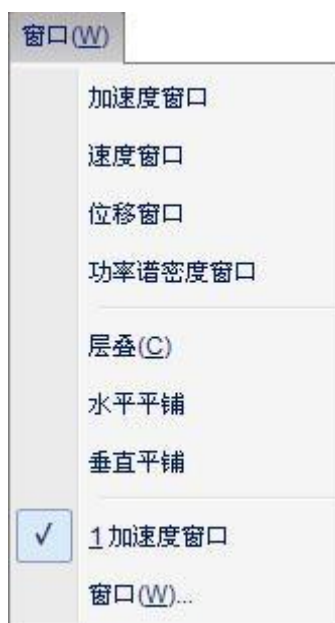 窗口(W)
加速度窗口
速度窗口
位移窗口
功率谱密度窗口
层叠(C)
水平平铺
垂直平铺
1 加速度窗口
窗口(W)...